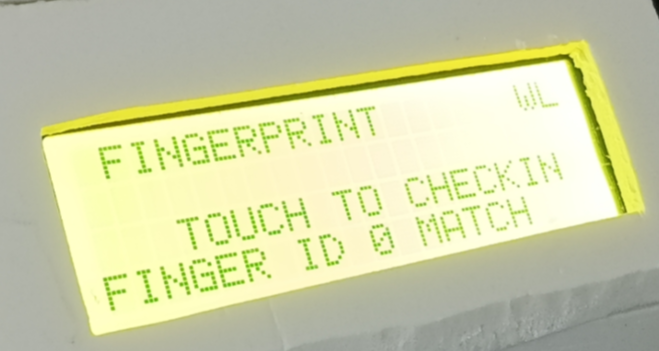 FINGERPRINT WL
TOUCH TO CHECKIN
FINGER ID 0 MATCH